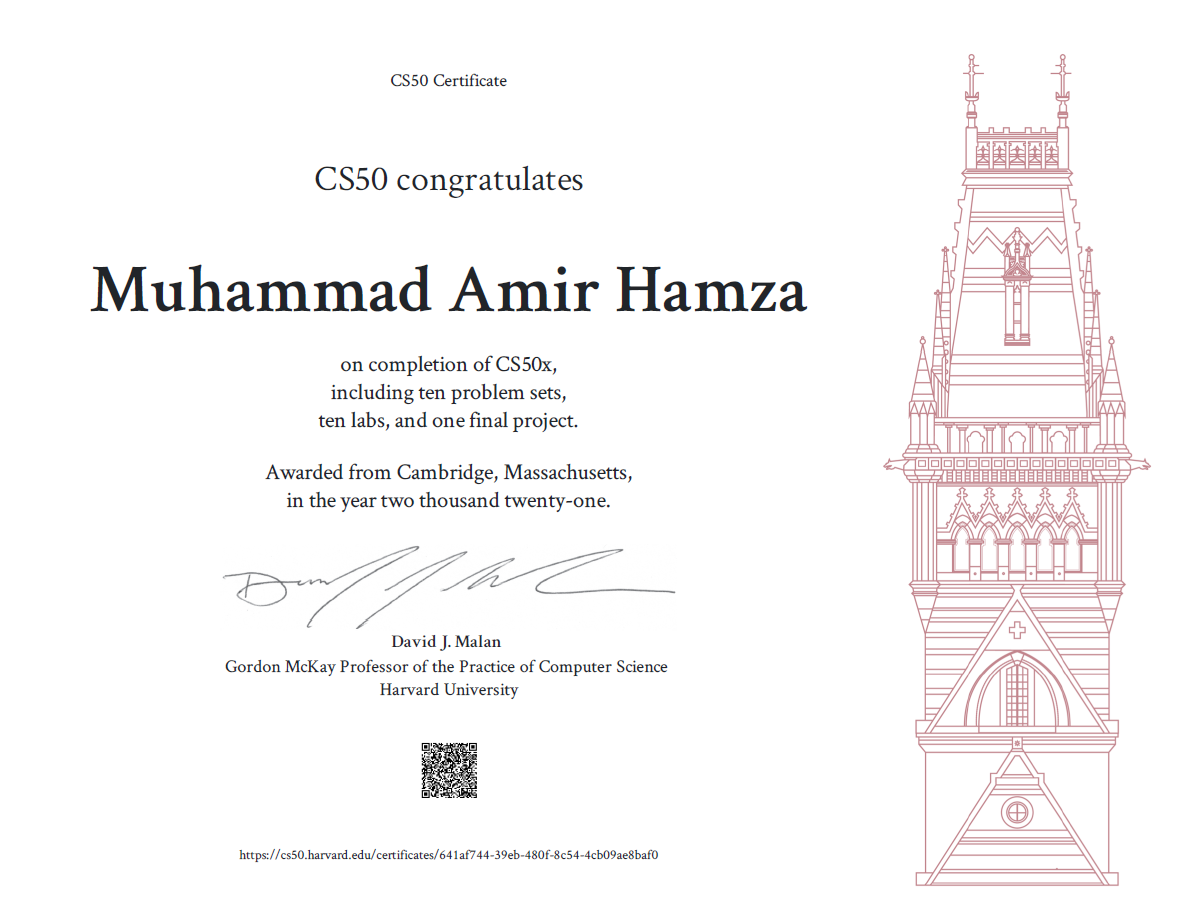 CS50 Certificate
CS50 congratulates
Muhammad Amir Hamza
on completion of CS50x,
including ten problem sets,
ten labs, and one final project.
Awarded from Cambridge, Massachusetts,
in the year two thousand twenty-one.
David J. Malan
Gordon McKay Professor of the Practice of Computer Science
Harvard University
https://cs50.harvard.edu/certificates/641af744-39eb-480f-8c54-4cb09ae8baf0